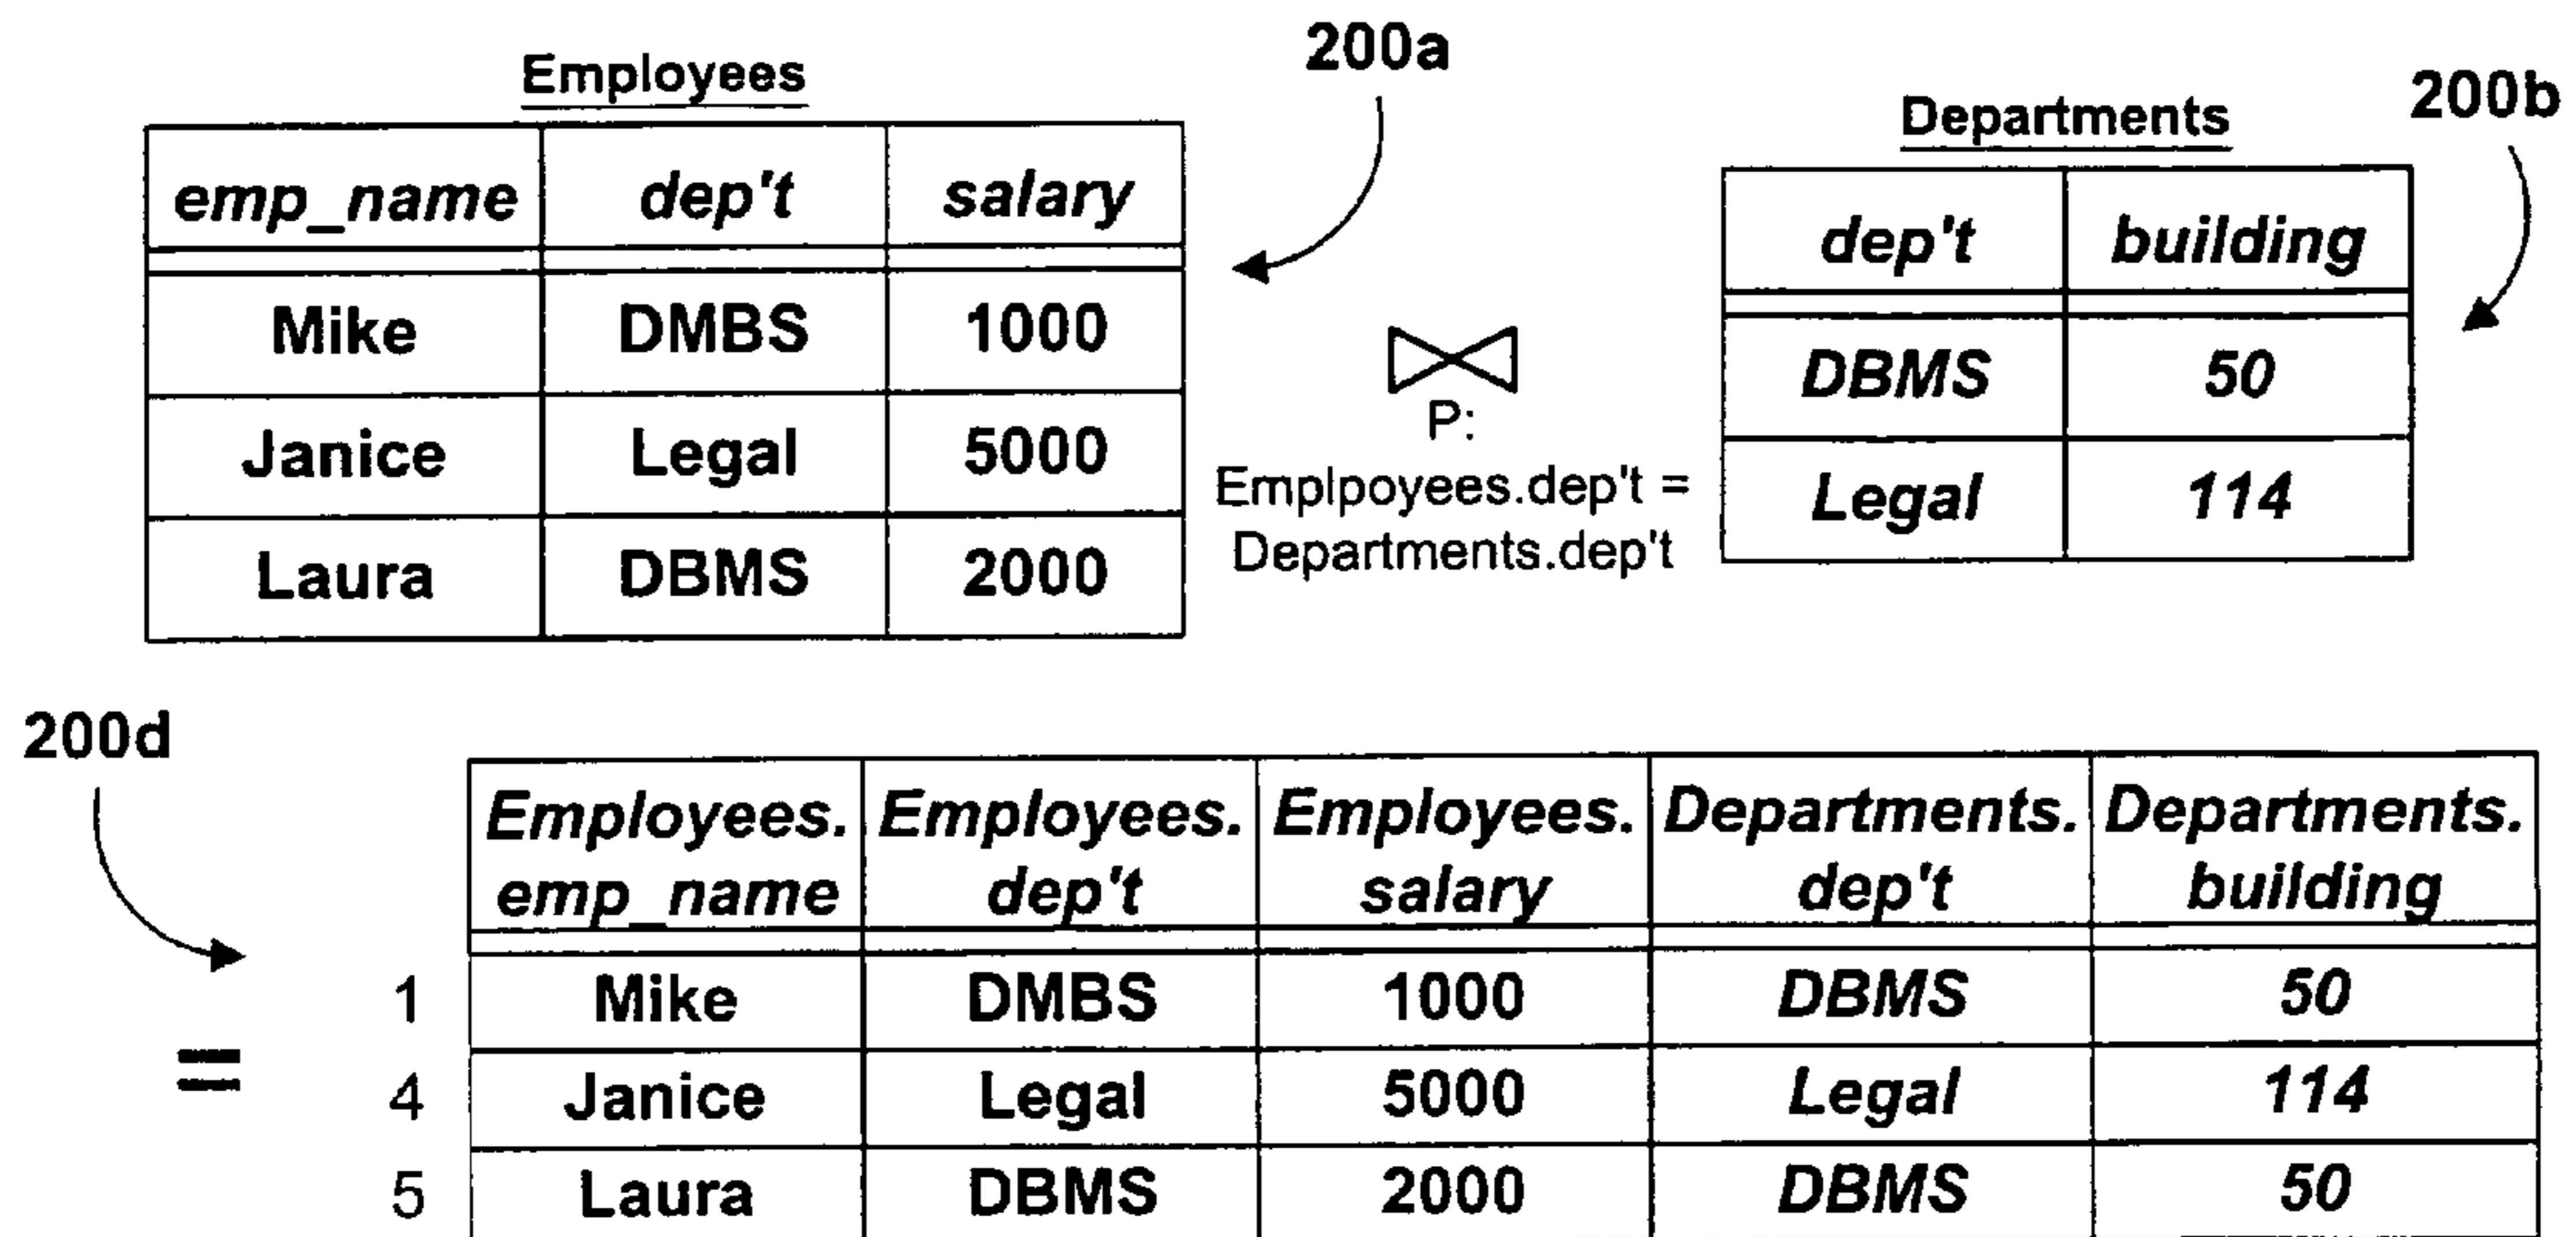 200a
Employees
200b
Departments
emp_name dep't salary
dep't building
Mike DMBS 1000
DBMS 50
P:
Janice Legal 5000
Emplpoyees.dep't =
Legal 114
Departments.dep't
Laura DBMS 2000
200d
Employees. Employees. Employees. Departments. Departments.
emp_name dep't salary dep't building
1 Mike DMBS 1000 DBMS 50
=
4 Janice Legal 5000 Legal 114
5 Laura DBMS 2000 DBMS 50